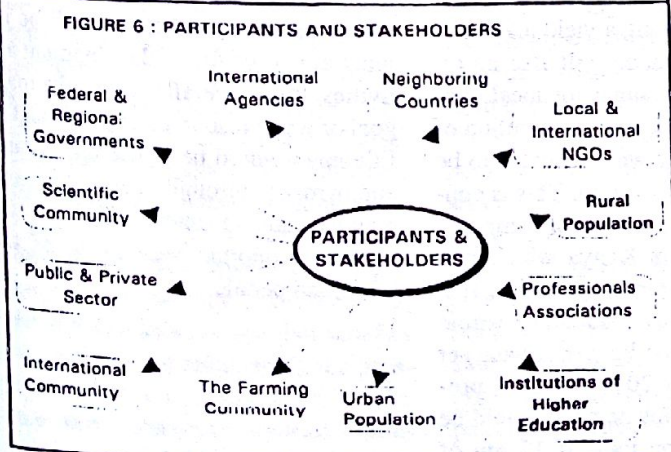 FIGURE 6 : PARTICIPANTS AND STAKEHOLDERS
International
Agencies
Neighboring
Countries
Federal &
Regional
Governments
Local &
International
NGOs
Scientific
Community
Rural
Population
PARTICIPANTS &
STAKEHOLDERS
Public & Private
Sector
Professionals
Associations
International
Community
The Farming
Community
Urban
Population
Institutions of
Higher
Education